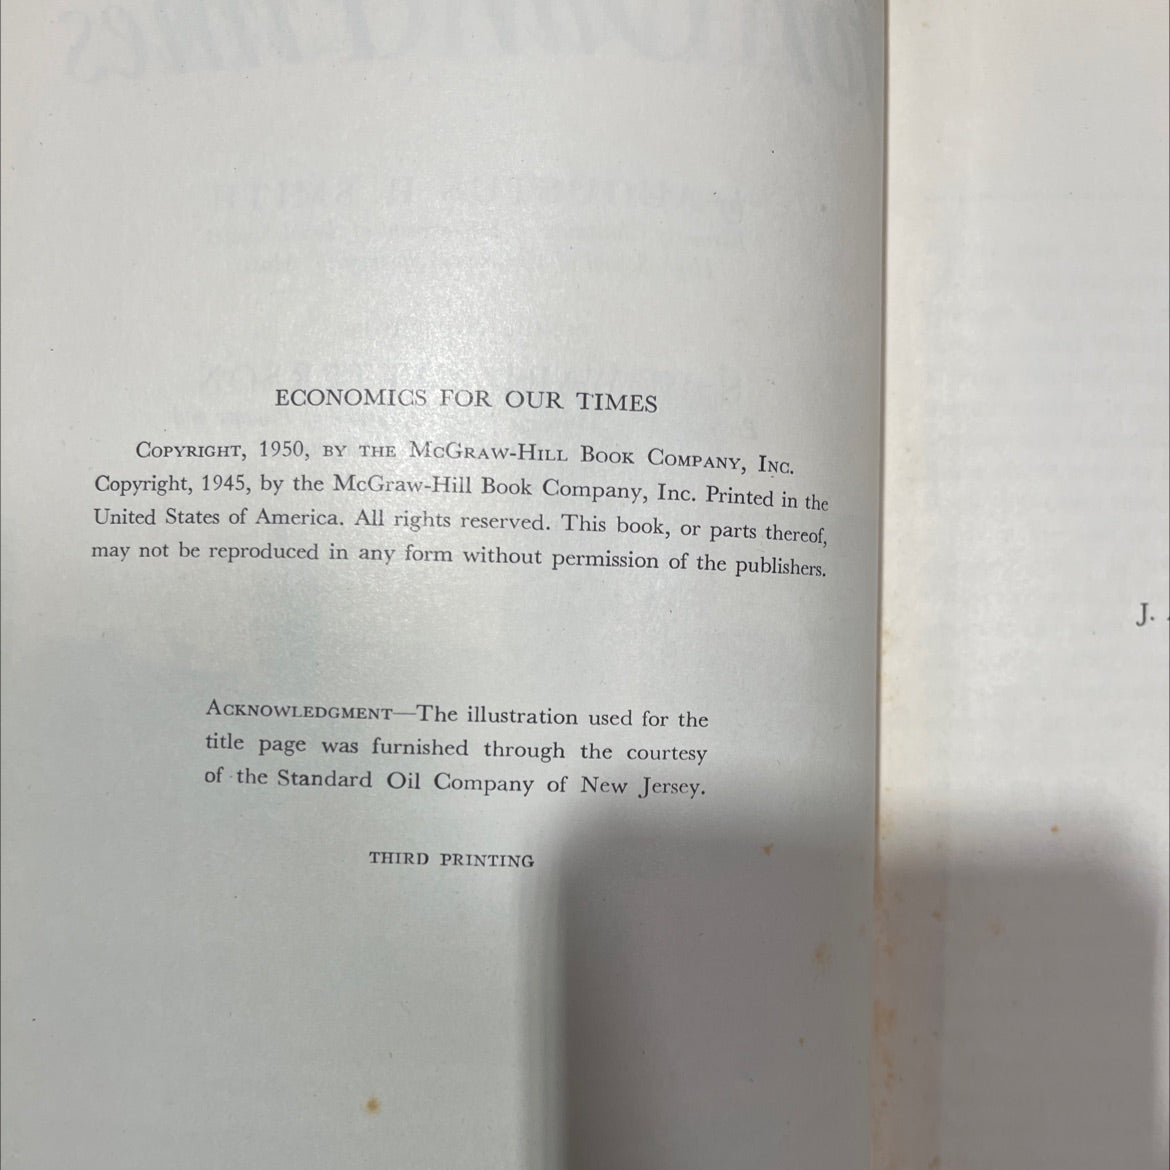 ECONOMICS FOR OUR TIMES
COPYRIGHT, 1950, BY THE MCGRAW-HILL BOOK COMPANY, INC.
Copyright, 1945, by the McGraw-Hill Book Company, Inc. Printed in the
United States of America. All rights reserved. This book, or parts thereof,
may not be reproduced in any form without permission of the publishers.
ACKNOWLEDGMENT—The illustration used for the
title page was furnished through the courtesy
of the Standard Oil Company of New Jersey.
THIRD PRINTING
J.